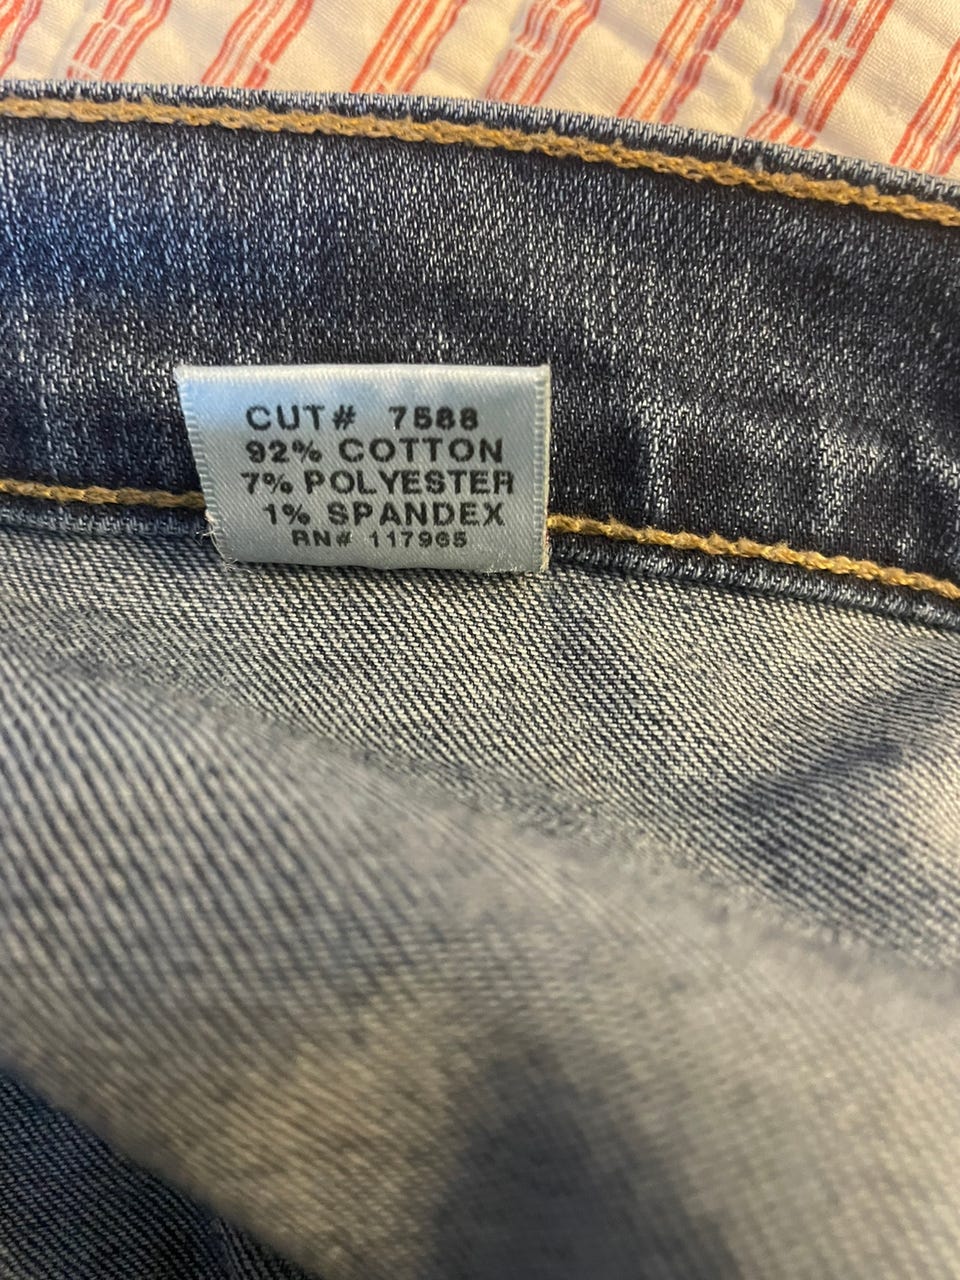 CUT# 7588
92% COTTON
7% POLYESTER
1% SPANDEX
RN# 117965